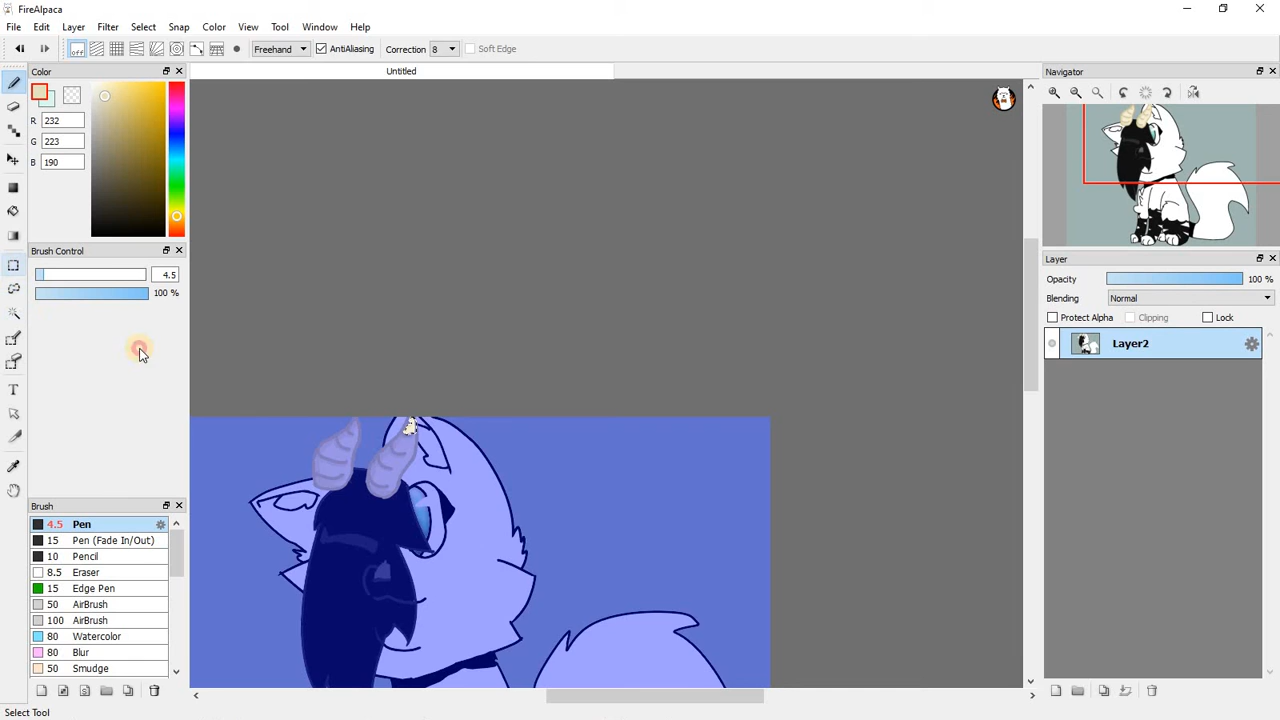 FireAlpaca
File Edit Layer Filter Select Snap Color View Tool Window Help
off Freehand AntiAliasing Correction 8 Soft Edge
Color
Untitled
Navigator
R 232
G 223
B 190
Brush Control
4.5
100 %
Layer
Opacity 100 %
Blending Normal
Protect Alpha Clipping Lock
Layer2
Brush
4.5 Pen
15 Pen (Fade In/Out)
10 Pencil
8.5 Eraser
15 Edge Pen
50 AirBrush
100 AirBrush
80 Watercolor
80 Blur
50 Smudge
Select Tool